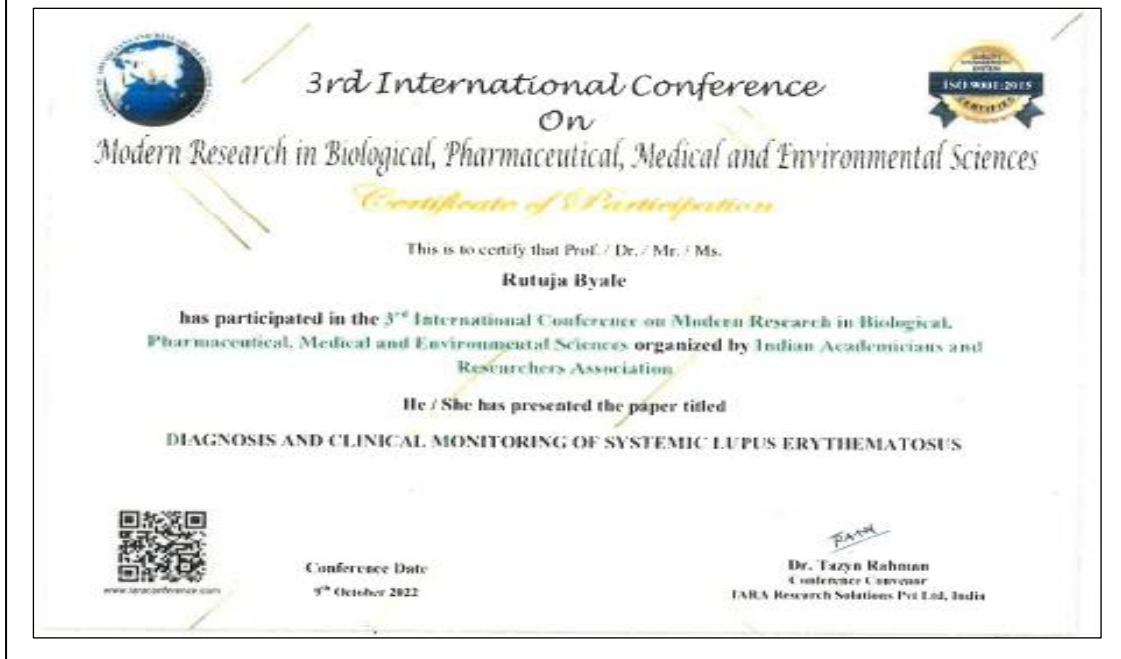 3rd International Conference
On
Modern Research in Biological, Pharmaceutical, Medical and Environmental Sciences
ISO 9001:2015
CERTIFIED
Certificate of Participation
This is to certify that Prof. / Dr. / Mr. / Ms.
Rutuja Byale
has participated in the 3rd International Conference on Modern Research in Biological,
Pharmaceutical, Medical and Environmental Sciences organized by Indian Academicians and
Researchers Association
He / She has presented the paper titled
DIAGNOSIS AND CLINICAL MONITORING OF SYSTEMIC LUPUS ERYTHEMATOSUS
Conference Date
9th October 2022
Dr. Tazyn Rahman
Conference Convenor
TARA Research Solutions Pvt Ltd, India